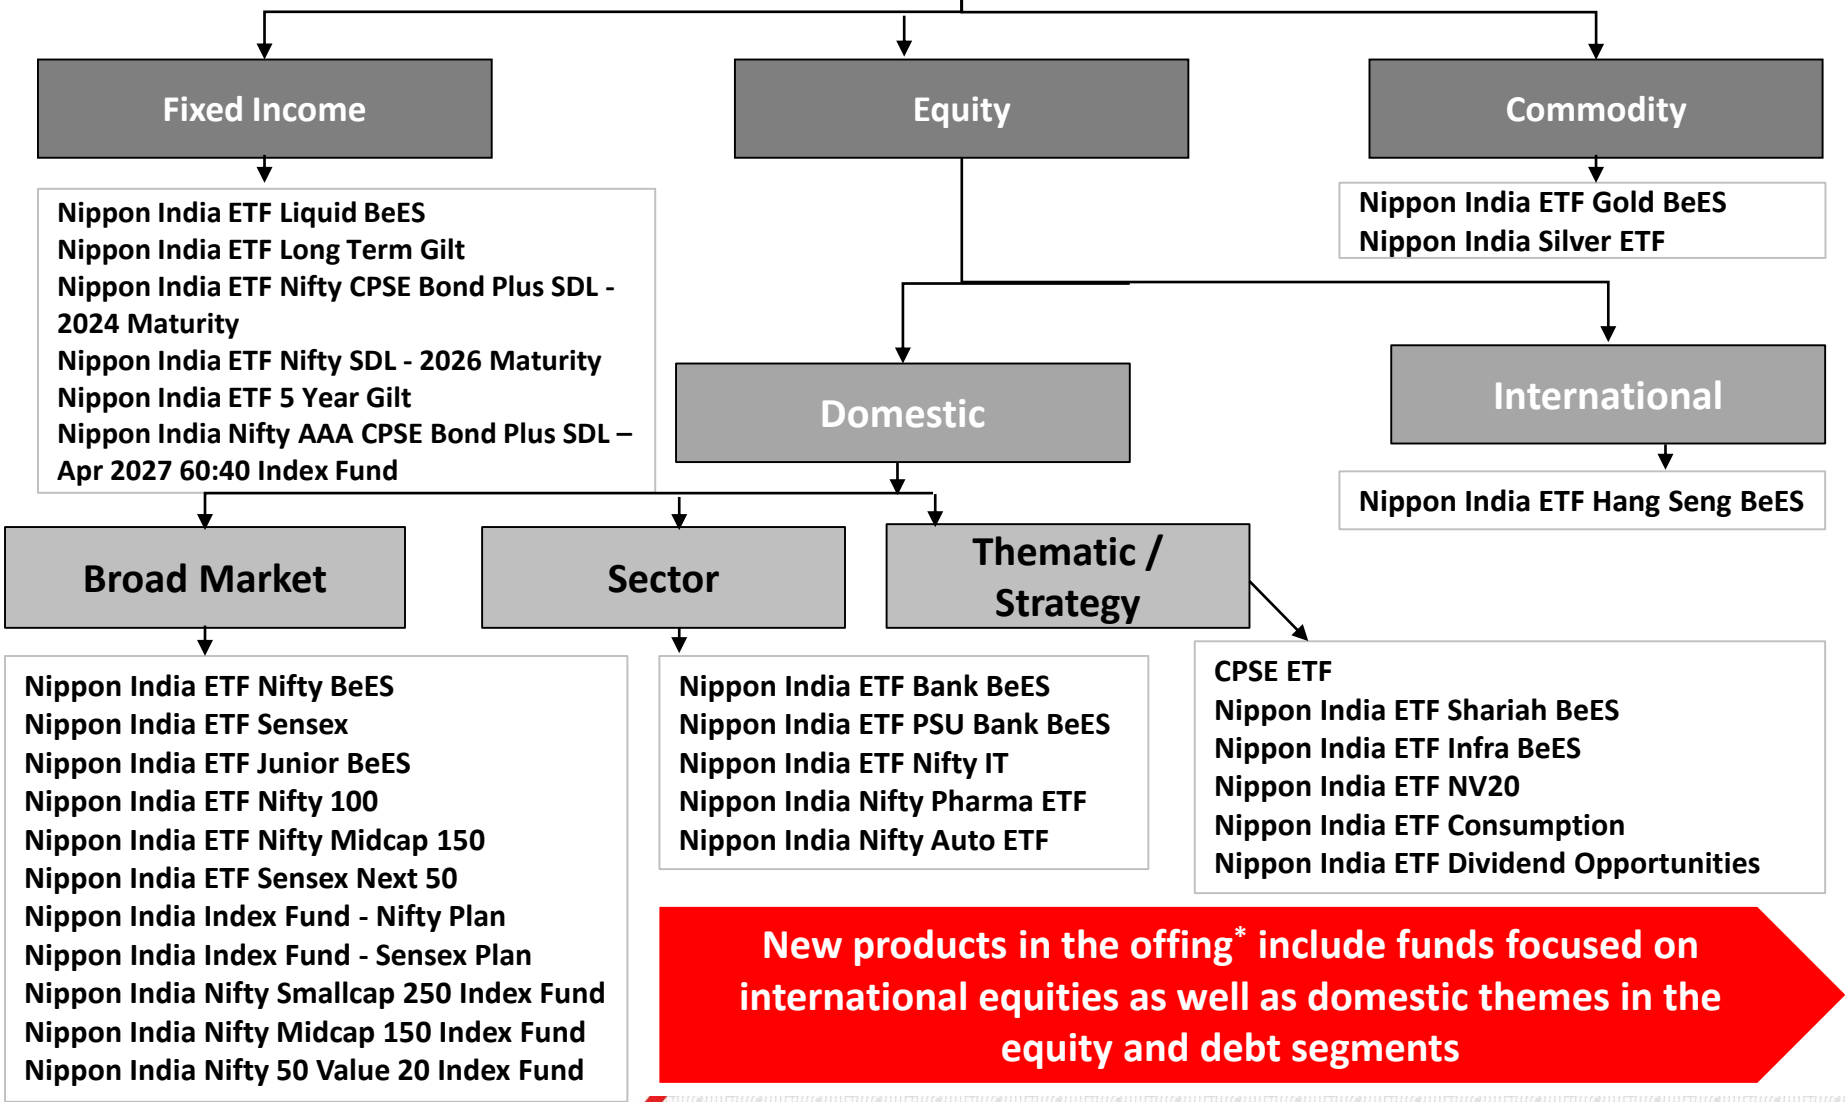 Fixed Income
Equity
Commodity
Nippon India ETF Liquid BeES
Nippon India ETF Long Term Gilt
Nippon India ETF Nifty CPSE Bond Plus SDL -
2024 Maturity
Nippon India ETF Nifty SDL - 2026 Maturity
Nippon India ETF 5 Year Gilt
Nippon India Nifty AAA CPSE Bond Plus SDL –
Apr 2027 60:40 Index Fund
Nippon India ETF Gold BeES
Nippon India Silver ETF
Domestic
International
Nippon India ETF Hang Seng BeES
Broad Market
Sector
Thematic /
Strategy
Nippon India ETF Nifty BeES
Nippon India ETF Sensex
Nippon India ETF Junior BeES
Nippon India ETF Nifty 100
Nippon India ETF Nifty Midcap 150
Nippon India ETF Sensex Next 50
Nippon India Index Fund - Nifty Plan
Nippon India Index Fund - Sensex Plan
Nippon India Nifty Smallcap 250 Index Fund
Nippon India Nifty Midcap 150 Index Fund
Nippon India Nifty 50 Value 20 Index Fund
Nippon India ETF Bank BeES
Nippon India ETF PSU Bank BeES
Nippon India ETF Nifty IT
Nippon India Nifty Pharma ETF
Nippon India Nifty Auto ETF
CPSE ETF
Nippon India ETF Shariah BeES
Nippon India ETF Infra BeES
Nippon India ETF NV20
Nippon India ETF Consumption
Nippon India ETF Dividend Opportunities
New products in the offing* include funds focused on
international equities as well as domestic themes in the
equity and debt segments